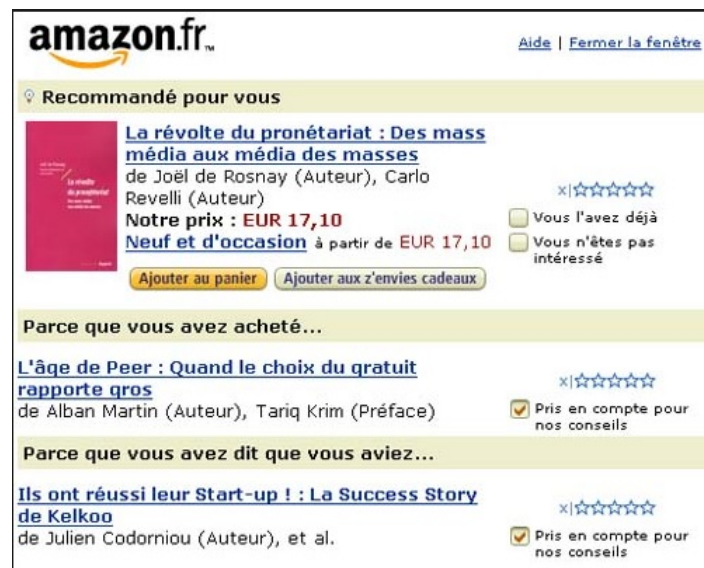 amazon.fr™
Aide | Fermer la fenêtre
Recommandé pour vous
La révolte du pronétariat : Des mass
média aux média des masses
de Joël de Rosnay (Auteur), Carlo
Revelli (Auteur)
Notre prix : EUR 17,10
Neuf et d'occasion à partir de EUR 17,10
Ajouter au panier
Ajouter aux z'envies cadeaux
x|
Vous l'avez déjà
Vous n'êtes pas
intéressé
La révolte
du pronétariat
Parce que vous avez acheté...
L'âge de Peer : Quand le choix du gratuit
rapporte gros
de Alban Martin (Auteur), Tariq Krim (Préface)
x|
Pris en compte pour
nos conseils
Parce que vous avez dit que vous aviez...
Ils ont réussi leur Start-up ! : La Success Story
de Kelkoo
de Julien Codorniou (Auteur), et al.
x|
Pris en compte pour
nos conseils